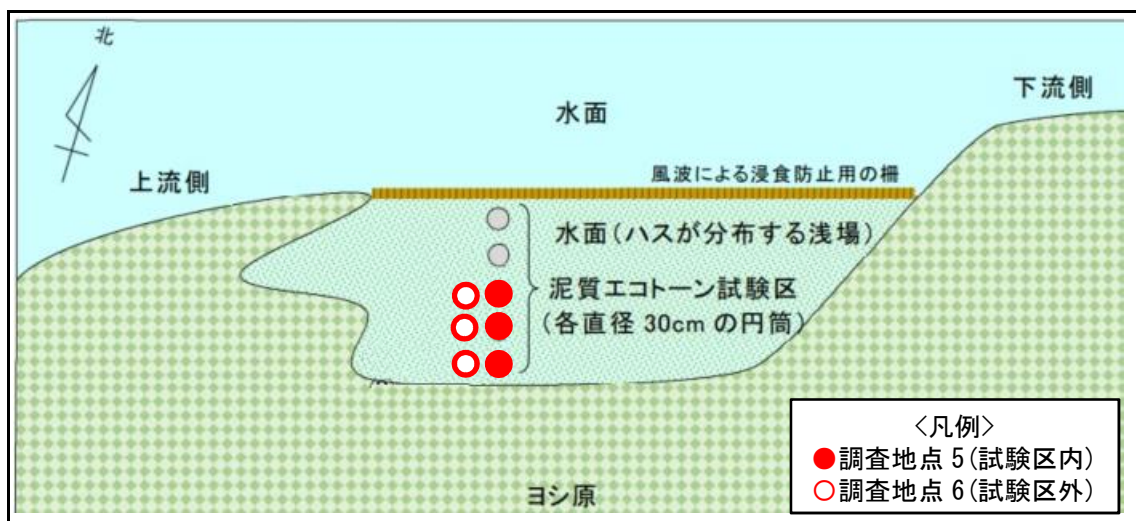 北
下流側
水面
風波による浸食防止用の柵
上流側
水面(ハスが分布する浅場)
泥質エコトーン試験区
(各直径 30cm の円筒)
<凡例>
●調査地点 5(試験区内)
○調査地点 6(試験区外)
ヨシ原